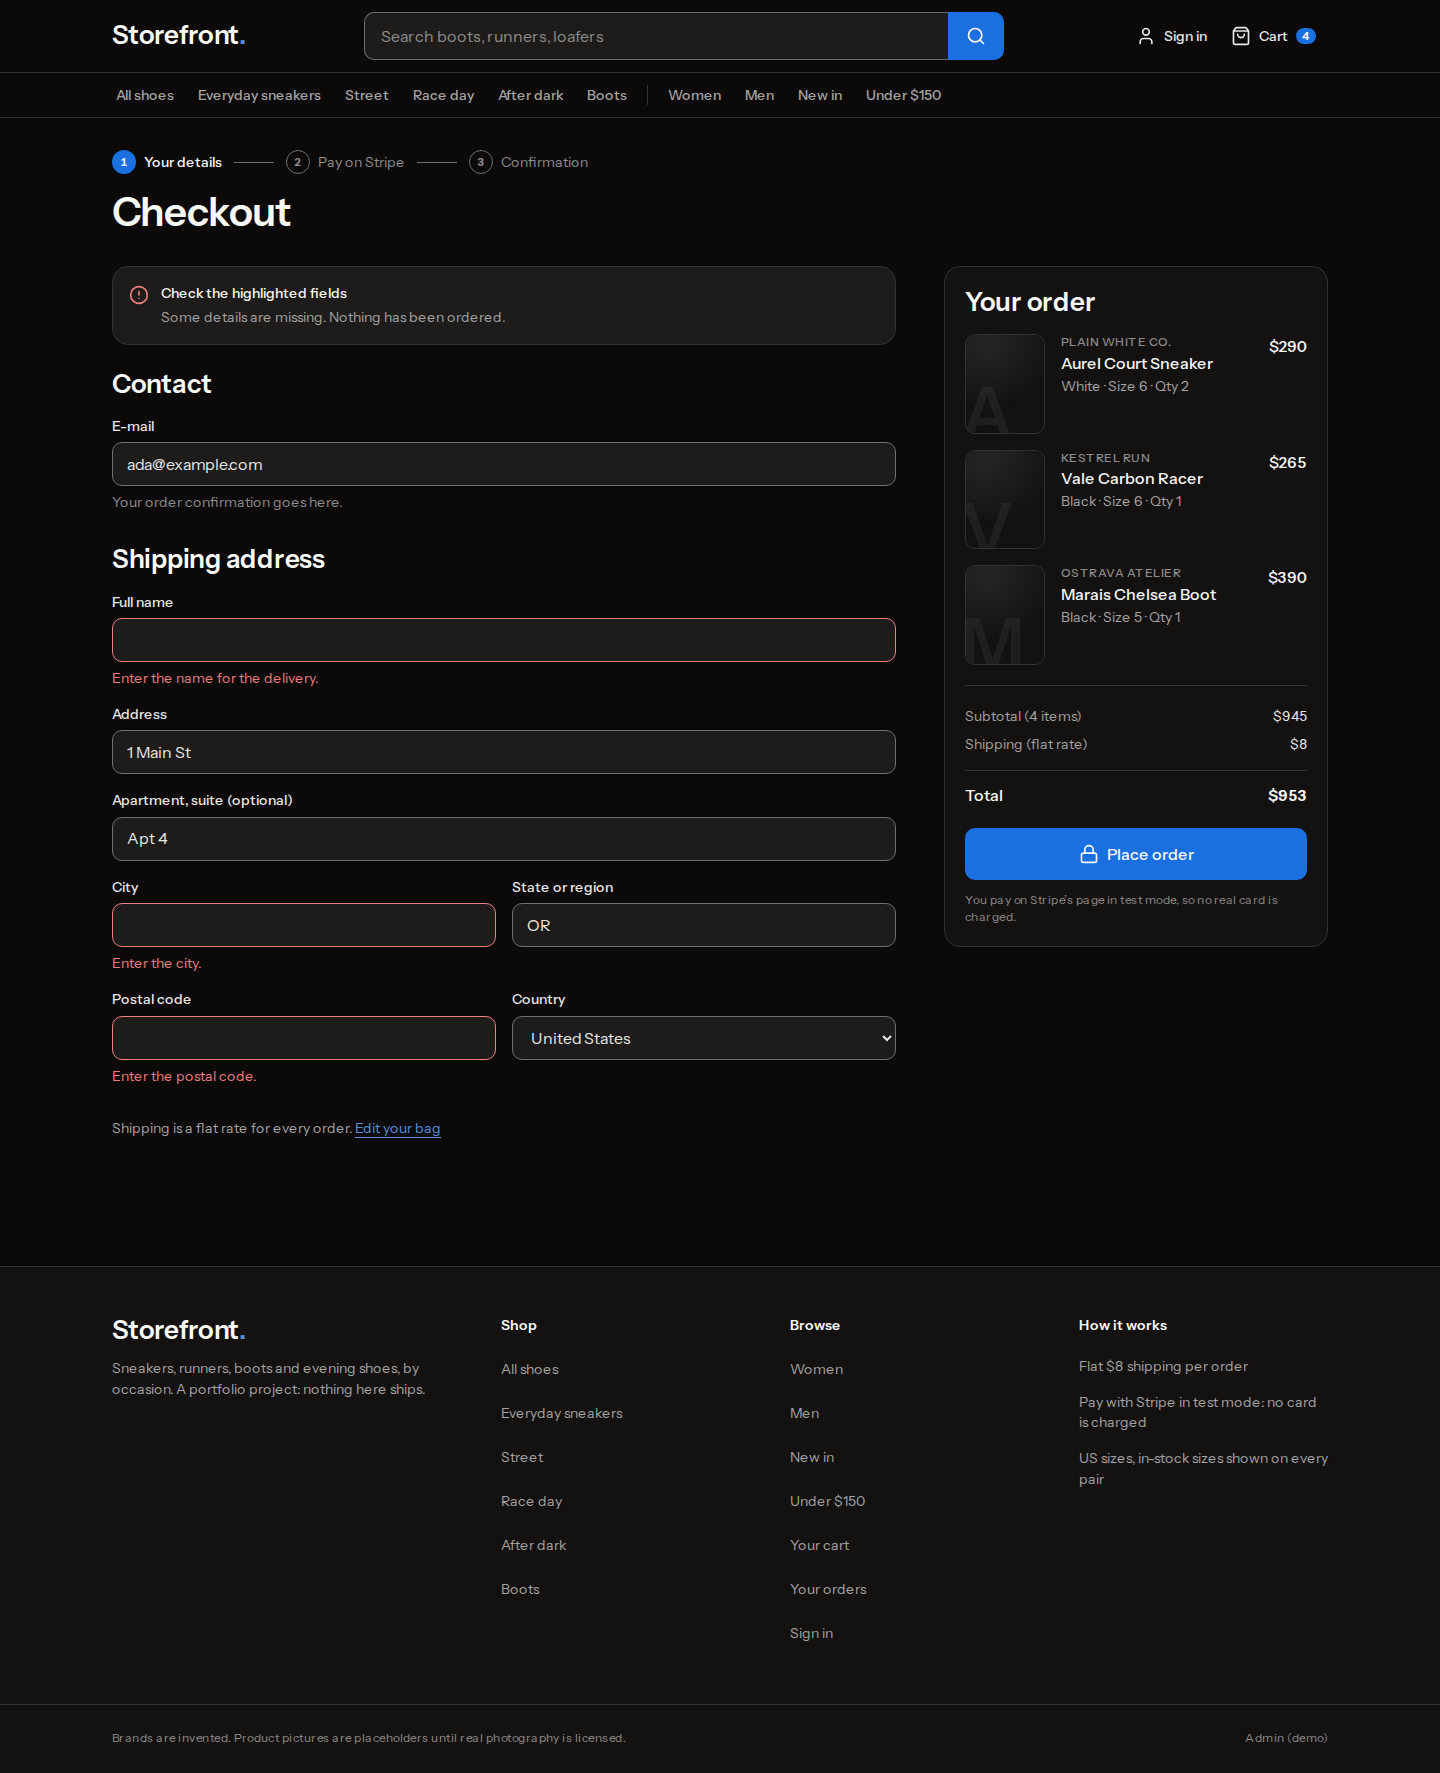 Storefront.
Search boots, runners, loafers
Sign in
Cart 4
All shoes
Everyday sneakers
Street
Race day
After dark
Boots
Women
Men
New in
Under $150
1 Your details
2 Pay on Stripe
3 Confirmation
Checkout
Check the highlighted fields
Some details are missing. Nothing has been ordered.
Contact
E-mail
ada@example.com
Your order confirmation goes here.
Shipping address
Full name
Enter the name for the delivery.
Address
1 Main St
Apartment, suite (optional)
Apt 4
City
Enter the city.
State or region
OR
Postal code
Enter the postal code.
Country
United States
Shipping is a flat rate for every order. Edit your bag
Your order
A
PLAIN WHITE CO.
Aurel Court Sneaker
White · Size 6 · Qty 2
$290
V
KESTREL RUN
Vale Carbon Racer
Black · Size 6 · Qty 1
$265
M
OSTRAVA ATELIER
Marais Chelsea Boot
Black · Size 5 · Qty 1
$390
Subtotal (4 items) $945
Shipping (flat rate) $8
Total $953
Place order
You pay on Stripe's page in test mode, so no real card is
charged.
Storefront.
Sneakers, runners, boots and evening shoes, by
occasion. A portfolio project: nothing here ships.
Shop
All shoes
Everyday sneakers
Street
Race day
After dark
Boots
Browse
Women
Men
New in
Under $150
Your cart
Your orders
Sign in
How it works
Flat $8 shipping per order
Pay with Stripe in test mode: no card
is charged
US sizes, in-stock sizes shown on every
pair
Brands are invented. Product pictures are placeholders until real photography is licensed.
Admin (demo)